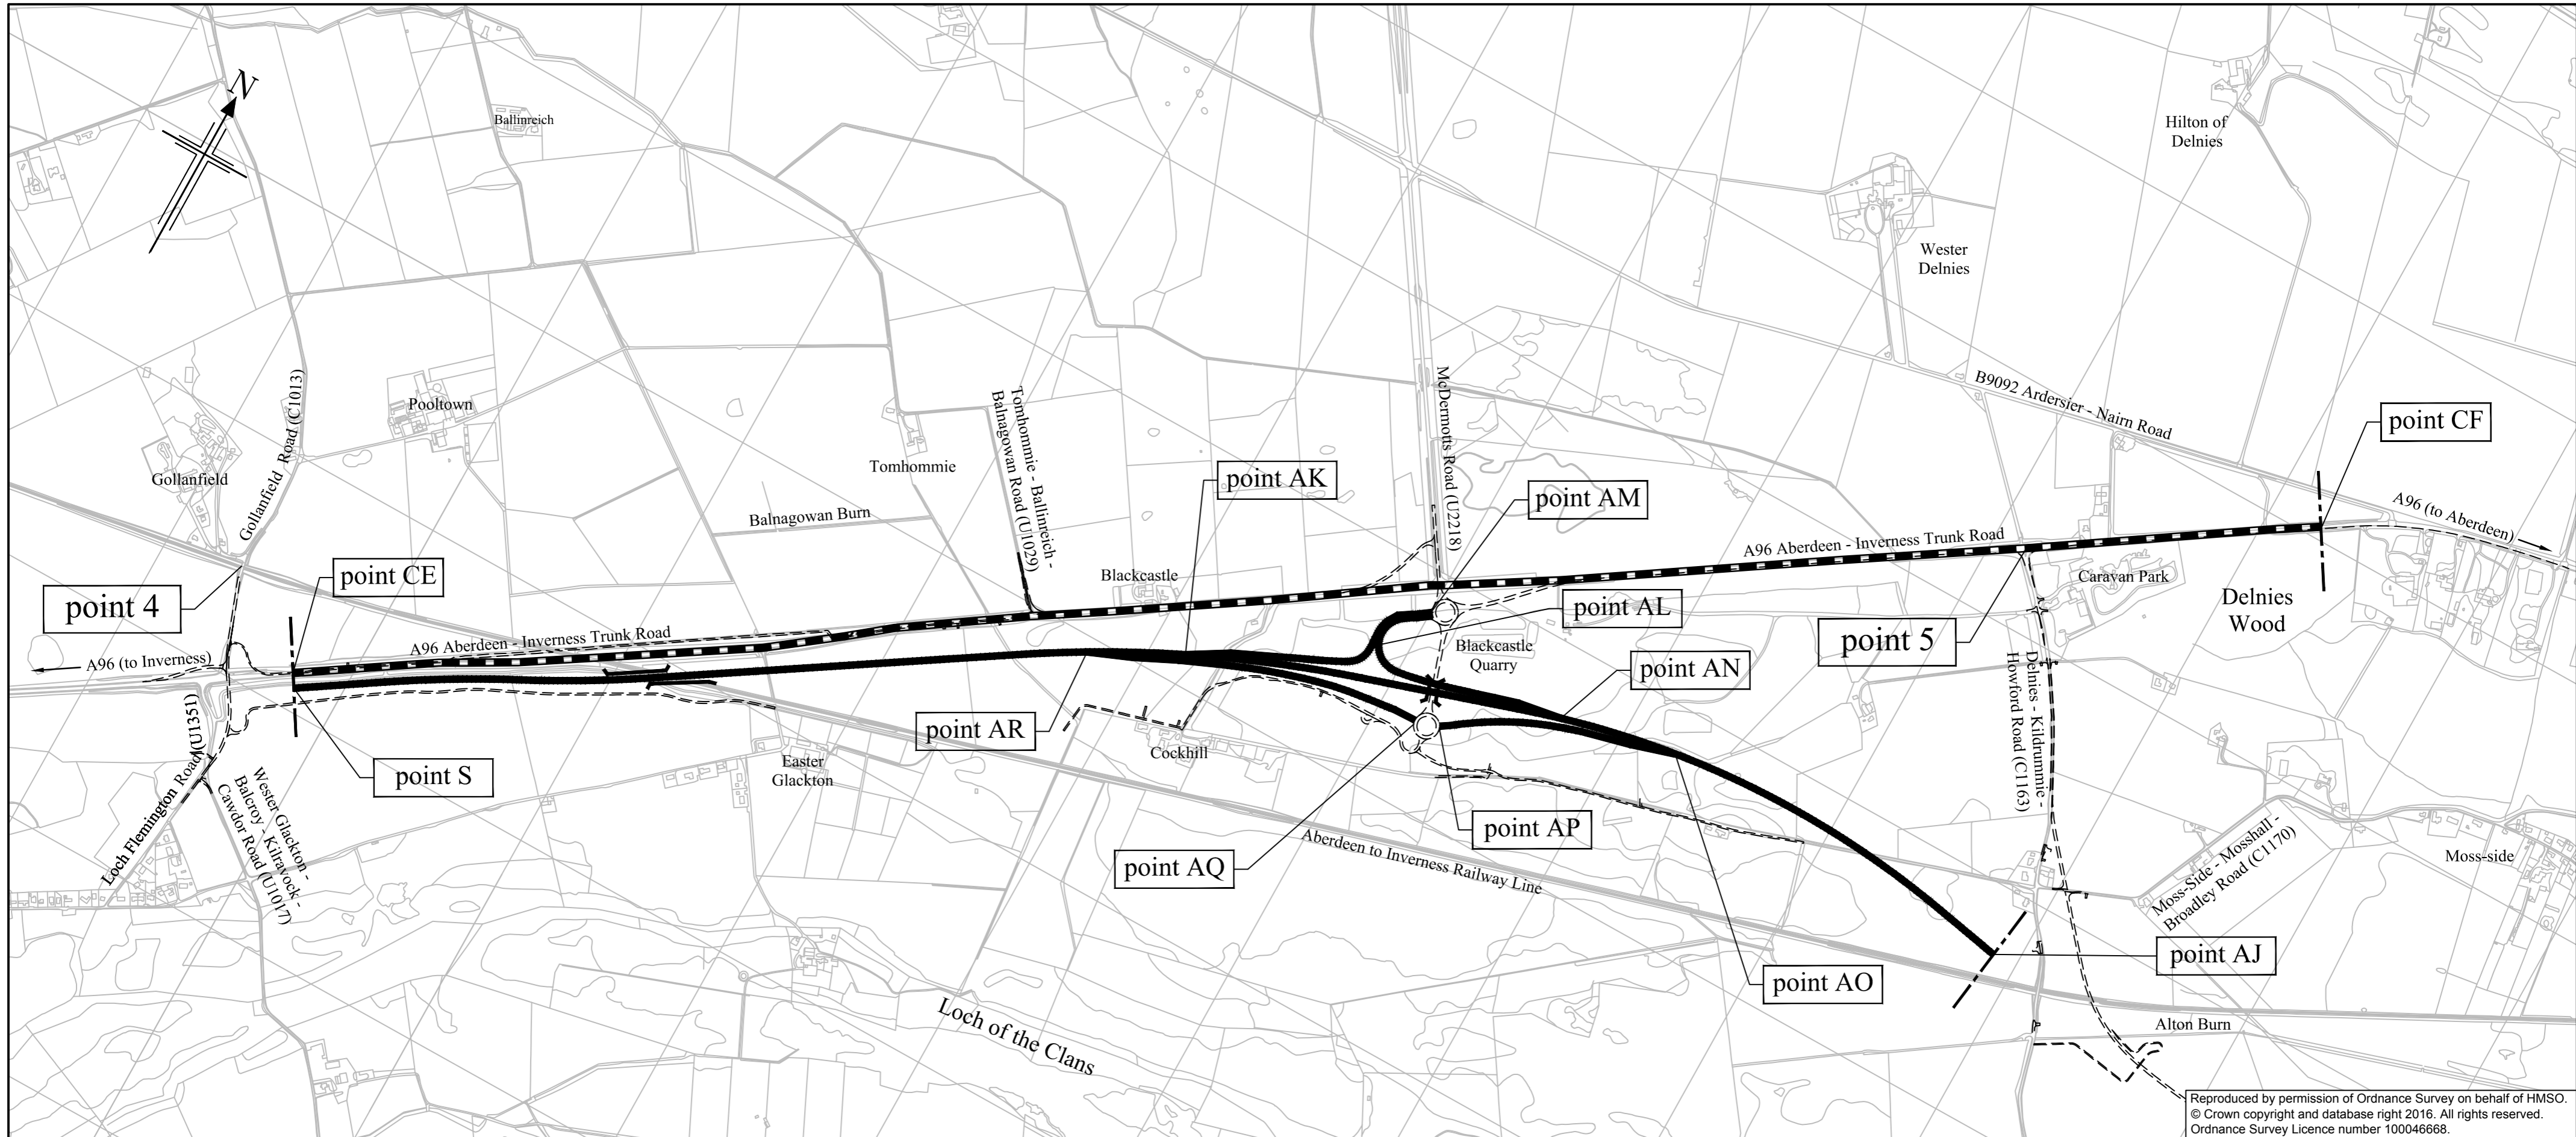 N
Ballinreich
Hilton of
Delnies
Wester
Delnies
Gollanfield Road (C1013)
Pooltown
Gollanfield
Tomhommie
Tomhommie - Ballinreich -
Balnagowan Road (U1029)
Balnagowan Burn
McDermotts Road (U2218)
B9092 Ardersier - Nairn Road
point CF
point AK
point AM
A96 (to Aberdeen)
A96 Aberdeen - Inverness Trunk Road
point CE
point 4
Blackcastle
Caravan Park
Delnies
Wood
point AL
point 5
A96 Aberdeen - Inverness Trunk Road
A96 (to Inverness)
Blackcastle
Quarry
point AN
Delnies - Kildrummie -
Howford Road (C1163)
(U1351)
Loch Flemington Road
Wester Glackton -
Balcroy - Kilravock -
Cawdor Road (U1017)
point S
point AR
Easter
Glackton
Cockhill
point AP
point AQ
Aberdeen to Inverness Railway Line
Moss-Side - Mosshall -
Broadley Road (C1170)
Moss-side
point AJ
point AO
Loch of the Clans
Alton Burn
Reproduced by permission of Ordnance Survey on behalf of HMSO.
© Crown copyright and database right 2016. All rights reserved.
Ordnance Survey Licence number 100046668.